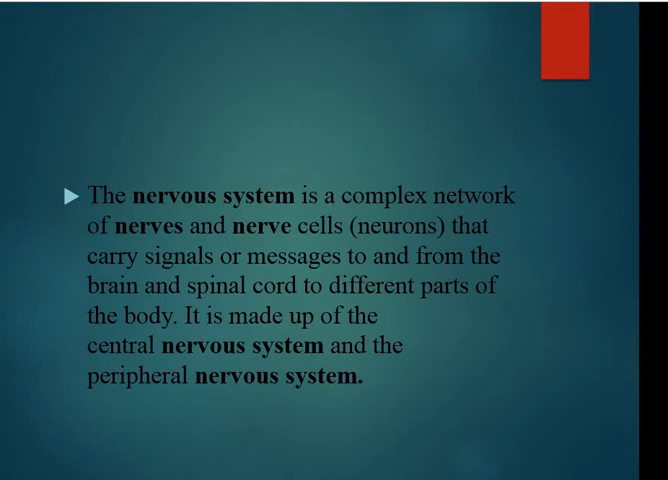 The nervous system is a complex network
of nerves and nerve cells (neurons) that
carry signals or messages to and from the
brain and spinal cord to different parts of
the body. It is made up of the
central nervous system and the
peripheral nervous system.